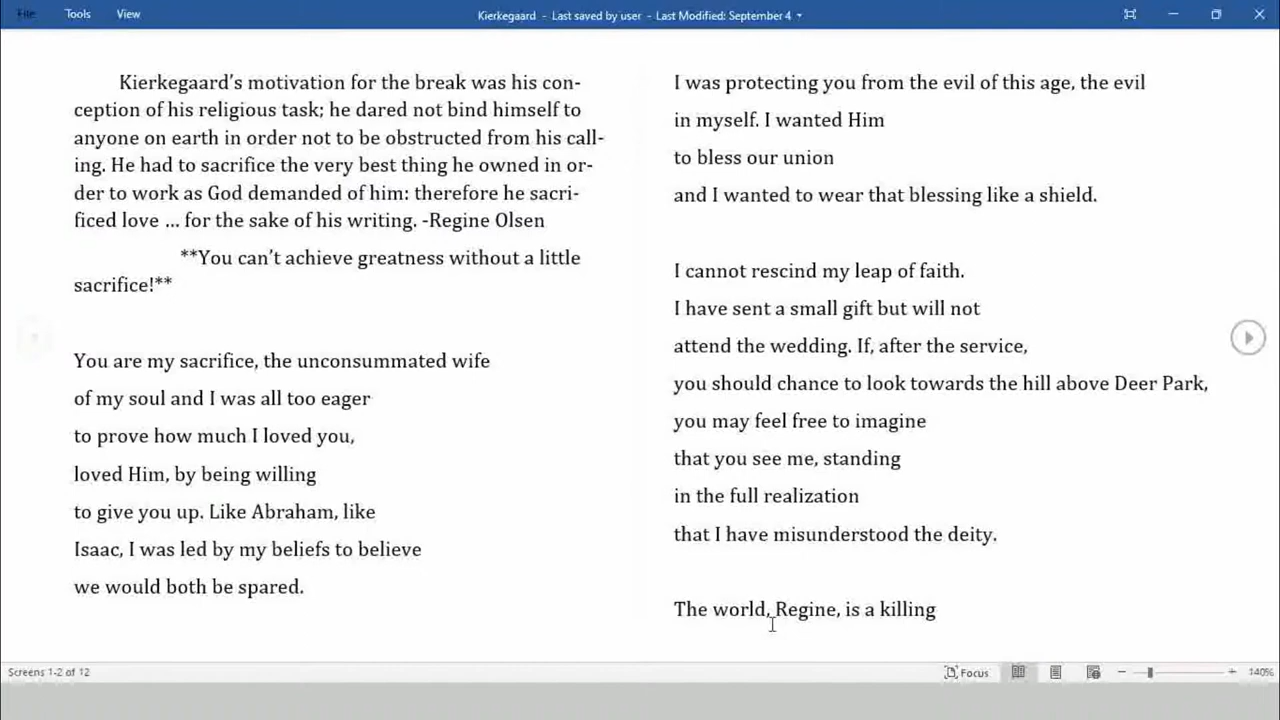 File Tools View Kierkegaard - Last saved by user - Last Modified: September 4
Kierkegaard's motivation for the break was his con-
ception of his religious task; he dared not bind himself to
anyone on earth in order not to be obstructed from his call-
ing. He had to sacrifice the very best thing he owned in or-
der to work as God demanded of him: therefore he sacri-
ficed love … for the sake of his writing. -Regine Olsen
**You can't achieve greatness without a little
sacrifice!**
You are my sacrifice, the unconsummated wife
of my soul and I was all too eager
to prove how much I loved you,
loved Him, by being willing
to give you up. Like Abraham, like
Isaac, I was led by my beliefs to believe
we would both be spared.
I was protecting you from the evil of this age, the evil
in myself. I wanted Him
to bless our union
and I wanted to wear that blessing like a shield.
I cannot rescind my leap of faith.
I have sent a small gift but will not
attend the wedding. If, after the service,
you should chance to look towards the hill above Deer Park,
you may feel free to imagine
that you see me, standing
in the full realization
that I have misunderstood the deity.
The world, Regine, is a killing
Screens 1-2 of 12 Focus 140%